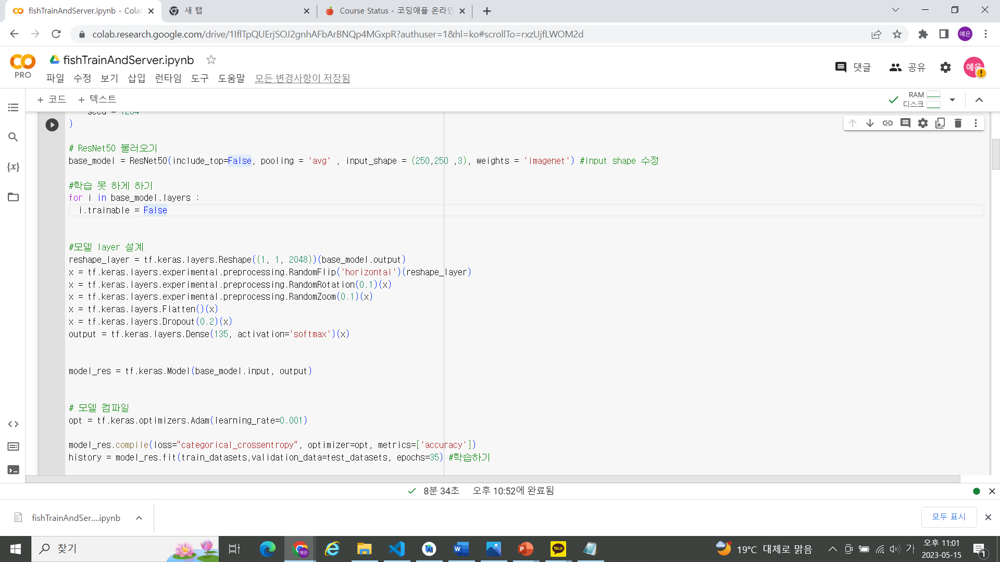 fishTrainAndServer.ipynb - Colab
새 탭
Course Status - 코딩애플 온라인
colab.research.google.com/drive/1IflTpQUErjSOJ2gnhAFbArBNQp4MGxpR?authuser=1&hl=ko#scrollTo=rxzUjfLWOM2d
예은
PRO
fishTrainAndServer.ipynb
파일 수정 보기 삽입 런타임 도구 도움말 모든 변경사항이 저장됨
댓글
공유
예은
+ 코드 + 텍스트
RAM
디스크
seed = 1234
)
# ResNet50 불러오기
base_model = ResNet50(include_top=False, pooling = 'avg' , input_shape = (250,250 ,3), weights = 'imagenet') #input shape 수정
#학습 못 하게 하기
for i in base_model.layers :
i.trainable = False
#모델 layer 설계
reshape_layer = tf.keras.layers.Reshape((1, 1, 2048))(base_model.output)
x = tf.keras.layers.experimental.preprocessing.RandomFlip('horizontal')(reshape_layer)
x = tf.keras.layers.experimental.preprocessing.RandomRotation(0.1)(x)
x = tf.keras.layers.experimental.preprocessing.RandomZoom(0.1)(x)
x = tf.keras.layers.Flatten()(x)
x = tf.keras.layers.Dropout(0.2)(x)
output = tf.keras.layers.Dense(135, activation='softmax')(x)
model_res = tf.keras.Model(base_model.input, output)
# 모델 컴파일
opt = tf.keras.optimizers.Adam(learning_rate=0.001)
model_res.compile(loss="categorical_crossentropy", optimizer=opt, metrics=['accuracy'])
history = model_res.fit(train_datasets,validation_data=test_datasets, epochs=35) #학습하기
8분 34초 오후 10:52에 완료됨
fishTrainAndSer....ipynb
모두 표시
찾기
19°C 대체로 맑음
가
오후 11:01
2023-05-15
1